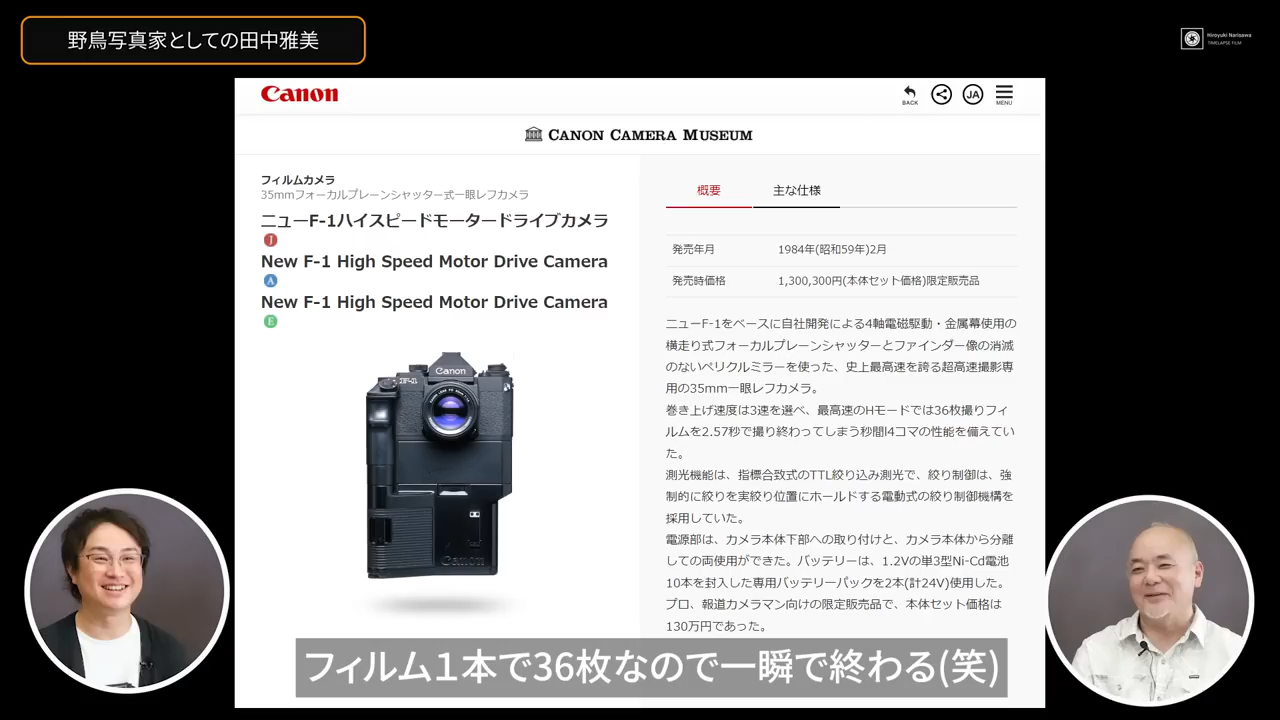 野鳥写真家としての田中雅美
Hiroyuki Narisawa
TIMELAPSE FILM
Canon
BACK
JA
MENU
CANON CAMERA MUSEUM
フィルムカメラ
35mmフォーカルプレーンシャッター式一眼レフカメラ
ニューF-1ハイスピードモータードライブカメラ
J
New F-1 High Speed Motor Drive Camera
A
New F-1 High Speed Motor Drive Camera
E
Canon
F-1
Canon
概要
主な仕様
発売年月 1984年(昭和59年)2月
発売時価格 1,300,300円(本体セット価格)限定販売品
ニューF-1をベースに自社開発による4軸電磁駆動・金属幕使用の
横走り式フォーカルプレーンシャッターとファインダー像の消滅
のないペリクルミラーを使った、史上最高速を誇る超高速撮影専
用の35mm一眼レフカメラ。
巻き上げ速度は3速を選べ、最高速のHモードでは36枚撮りフィ
ルムを2.57秒で撮り終わってしまう秒間l4コマの性能を備えてい
た。
測光機能は、指標合致式のTTL絞り込み測光で、絞り制御は、強
制的に絞りを実絞り位置にホールドする電動式の絞り制御機構を
採用していた。
電源部は、カメラ本体下部への取り付けと、カメラ本体から分離
しての両使用ができた。バッテリーは、1.2Vの単3型Ni-Cd電池
10本を封入した専用バッテリーパックを2本(計24V)使用した。
プロ、報道カメラマン向けの限定販売品で、本体セット価格は
130万円であった。
フィルム１本で36枚なので一瞬で終わる(笑)